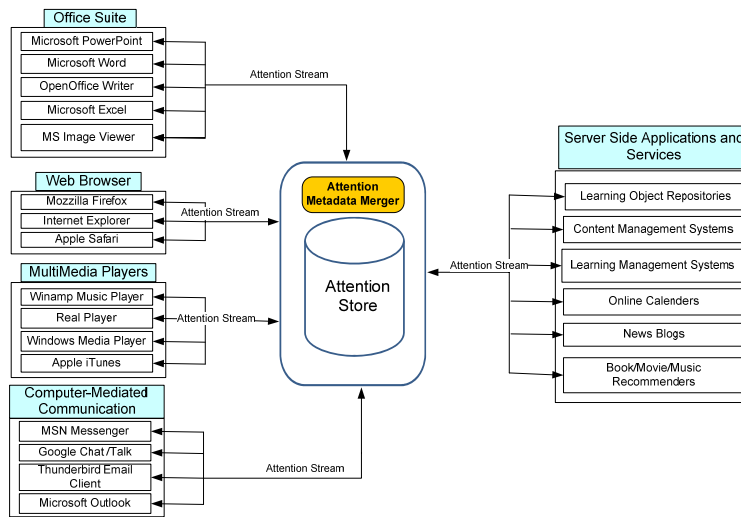 Office Suite
Microsoft PowerPoint
Microsoft Word
OpenOffice Writer
Microsoft Excel
MS Image Viewer
Attention Stream
Web Browser
Mozzilla Firefox
Internet Explorer
Apple Safari
Attention Stream
MultiMedia Players
Winamp Music Player
Real Player
Windows Media Player
Apple iTunes
Attention Stream
Computer-Mediated
Communication
MSN Messenger
Google Chat /Talk
Thunderbird Email
Client
Microsoft Outlook
Attention Stream
Attention
Metadata Merger
Attention
Store
Attention Stream
Server Side Applications and
Services
Learning Object Repositories
Content Management Systems
Learning Management Systems
Online Calenders
News Blogs
Book/Movie/Music
Recommenders